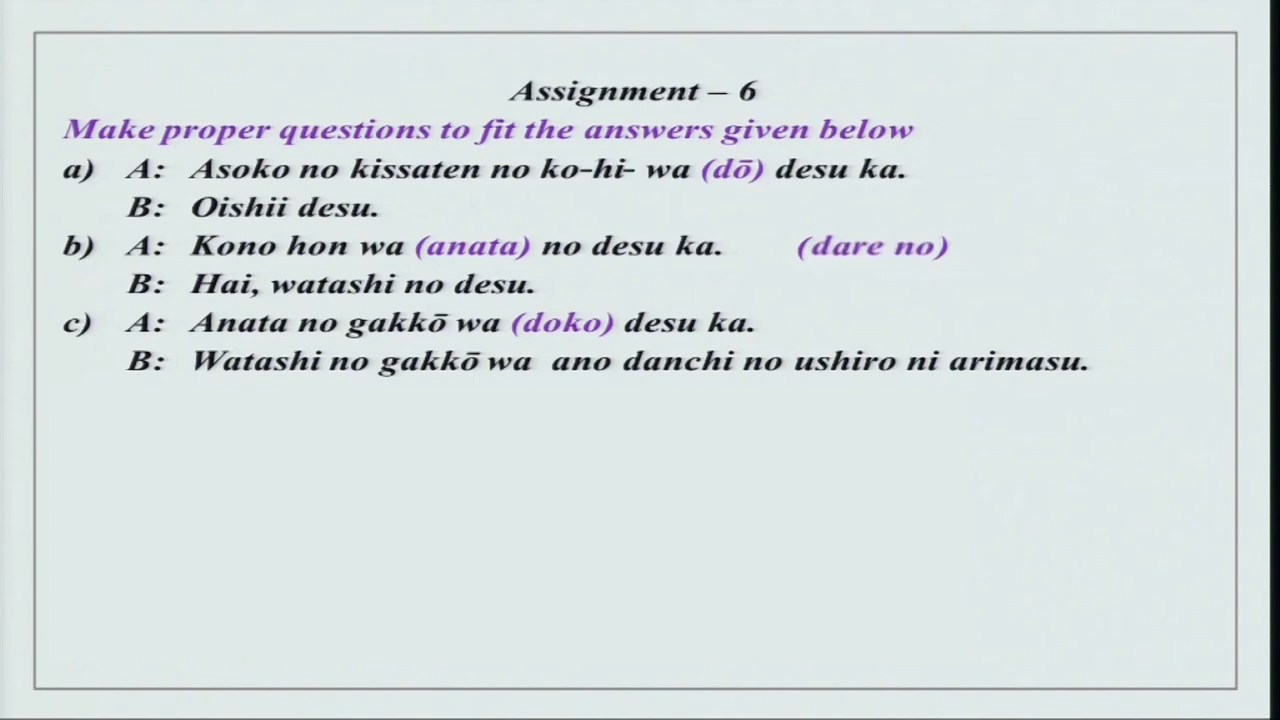 Assignment – 6
Make proper questions to fit the answers given below
a) A: Asoko no kissaten no ko-hi- wa (dō) desu ka.
B: Oishii desu.
b) A: Kono hon wa (anata) no desu ka. (dare no)
B: Hai, watashi no desu.
c) A: Anata no gakkō wa (doko) desu ka.
B: Watashi no gakkō wa ano danchi no ushiro ni arimasu.